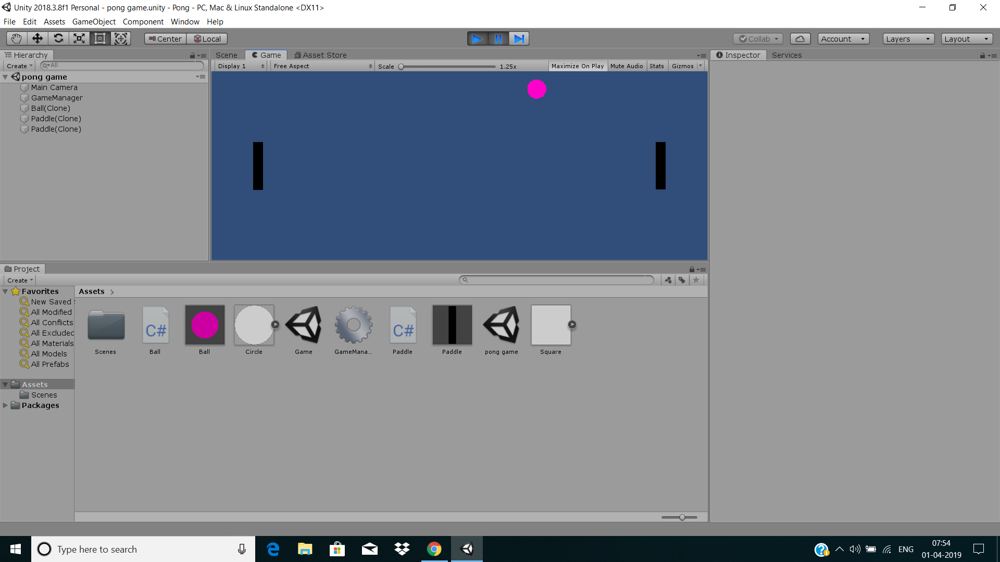 Unity 2018.3.8f1 Personal - pong game.unity - Pong - PC, Mac & Linux Standalone <DX11>
File Edit Assets GameObject Component Window Help
Center Local Collab Account Layers Layout
Hierarchy Scene Game Asset Store Inspector Services
Create All Display 1 Free Aspect Scale 1.25x Maximize On Play Mute Audio Stats Gizmos
pong game
Main Camera
GameManager
Ball(Clone)
Paddle(Clone)
Paddle(Clone)
Project
Create
Favorites
New Saved
All Modified
All Conflicts
All Excluded
All Materials
All Models
All Prefabs
Assets
Scenes
Packages
Assets
C# C#
Scenes Ball Ball Circle Game GameMana... Paddle Paddle pong game Square
Type here to search
ENG
07:54
01-04-2019